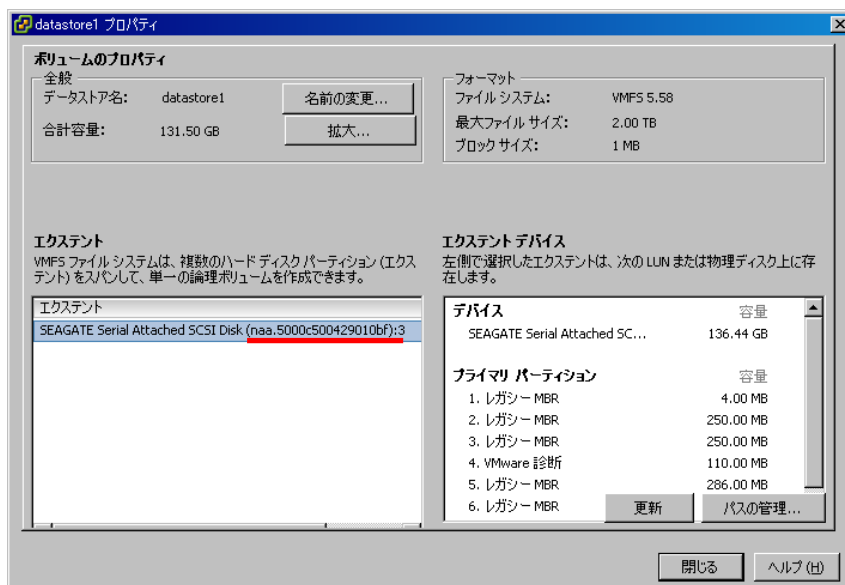 datastore1 プロパティ
ボリュームのプロパティ
全般
データストア名: datastore1 名前の変更...
合計容量: 131.50 GB 拡大...
フォーマット
ファイル システム: VMFS 5.58
最大ファイル サイズ: 2.00 TB
ブロック サイズ: 1 MB
エクステント
VMFS ファイル システムは、複数のハード ディスク パーティション (エクス
テント) をスパンして、単一の論理ボリュームを作成できます。
エクステント
SEAGATE Serial Attached SCSI Disk (naa.5000c500429010bf):3
エクステント デバイス
左側で選択したエクステントは、次の LUN または物理ディスク上に存
在します。
デバイス 容量
SEAGATE Serial Attached SC... 136.44 GB
プライマリ パーティション 容量
1. レガシー MBR 4.00 MB
2. レガシー MBR 250.00 MB
3. レガシー MBR 250.00 MB
4. VMware 診断 110.00 MB
5. レガシー MBR 286.00 MB
6. レガシー MBR
更新 パスの管理...
閉じる ヘルプ (H)